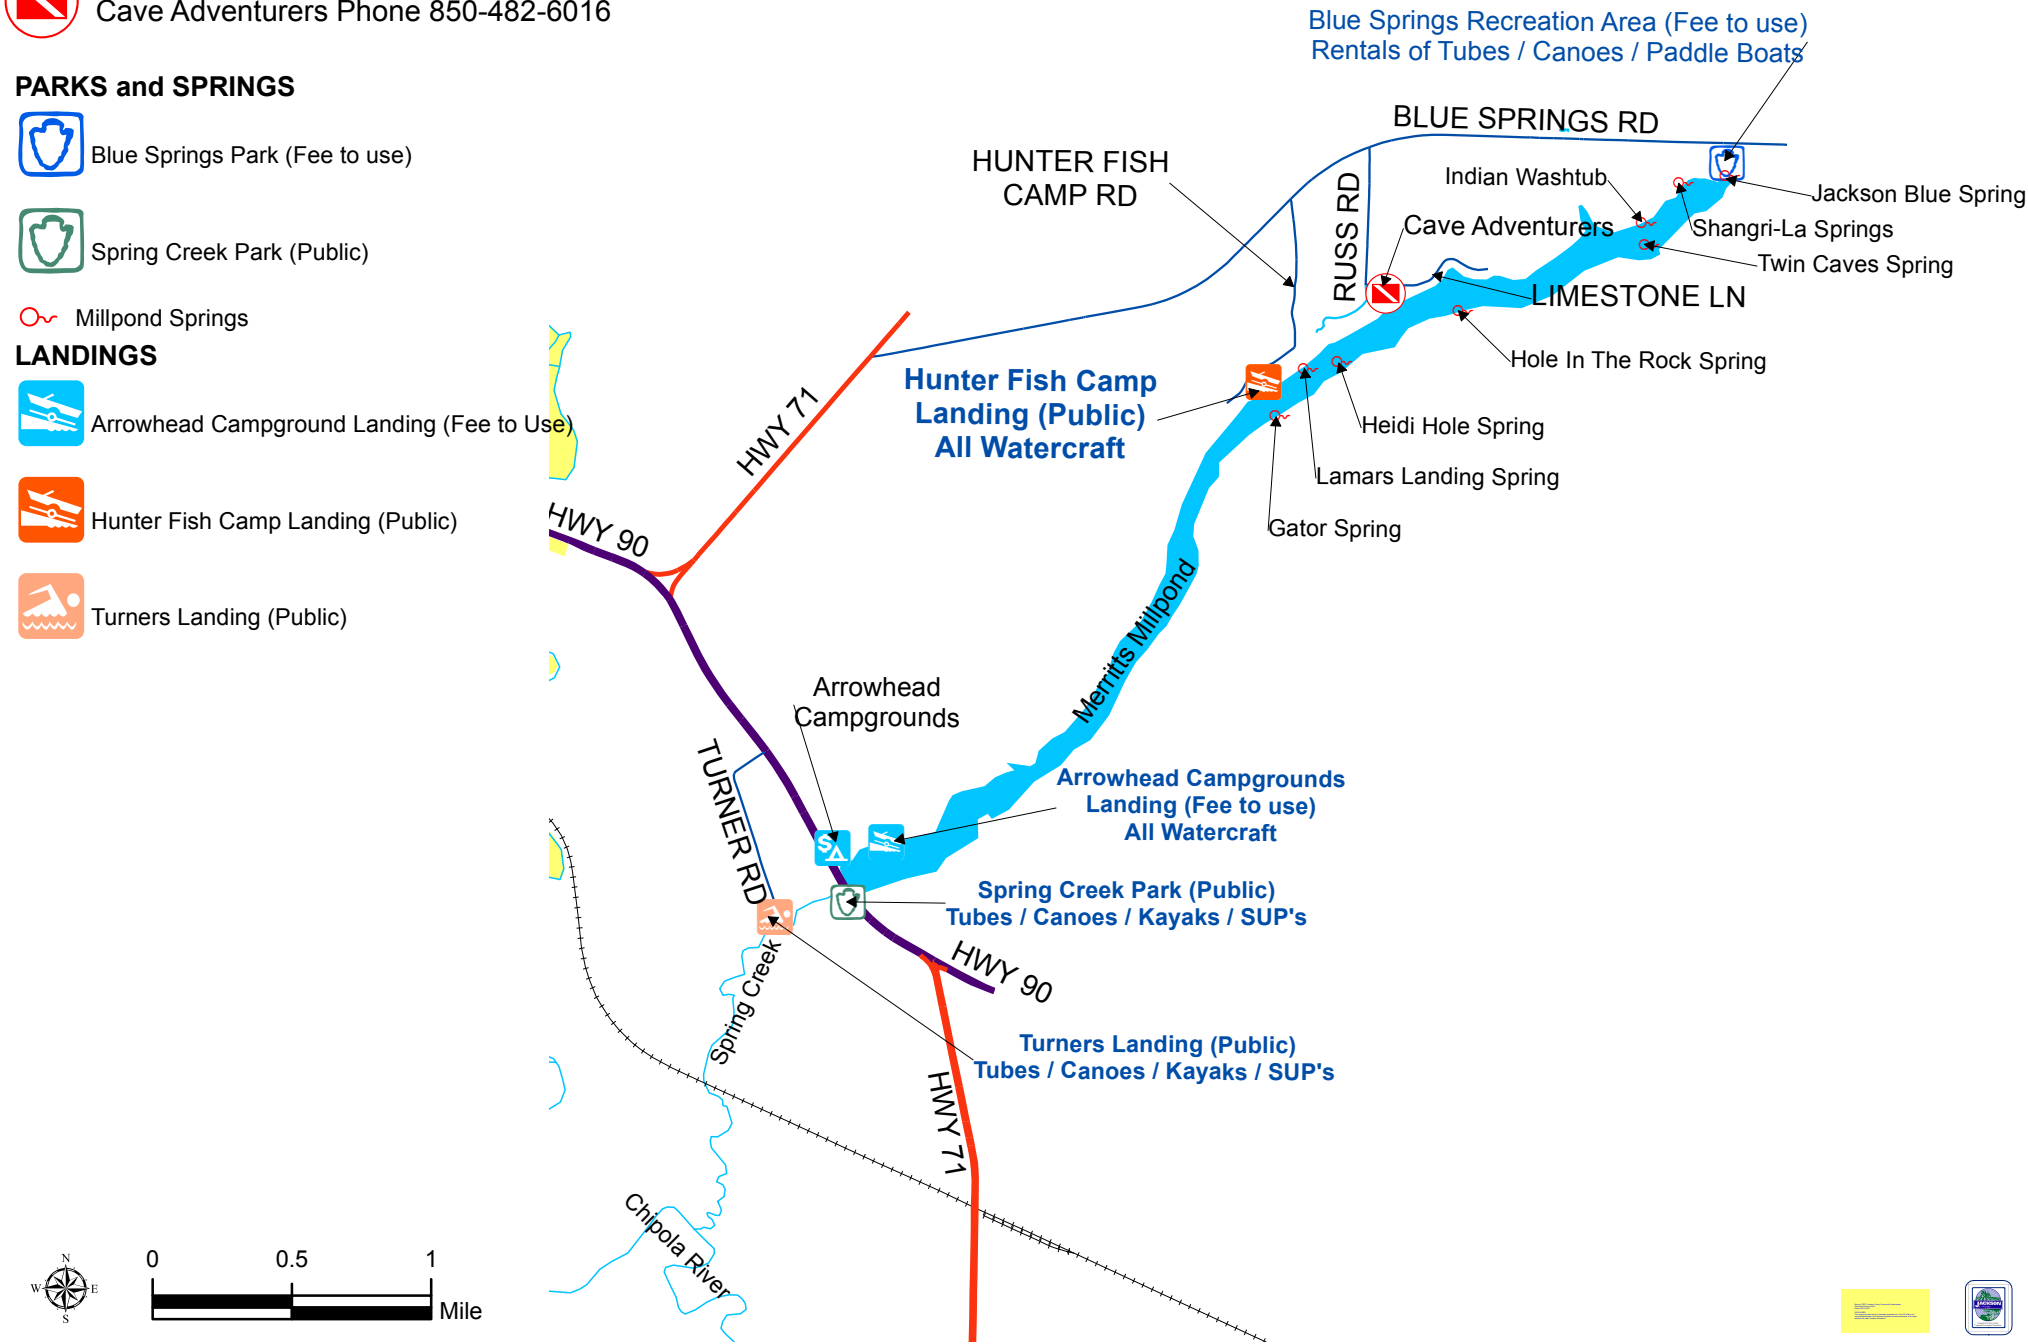 Cave Adventurers Phone 850-482-6016
PARKS and SPRINGS
Blue Springs Park (Fee to use)
Spring Creek Park (Public)
Millpond Springs
LANDINGS
Arrowhead Campground Landing (Fee to Use)
Hunter Fish Camp Landing (Public)
Turners Landing (Public)
Blue Springs Recreation Area (Fee to use)
Rentals of Tubes / Canoes / Paddle Boats
BLUE SPRINGS RD
HUNTER FISH
CAMP RD
RUSS RD
Indian Washtub
Jackson Blue Spring
Cave Adventurers
Shangri-La Springs
Twin Caves Spring
LIMESTONE LN
Hole In The Rock Spring
Hunter Fish Camp
Landing (Public)
All Watercraft
HWY 71
Heidi Hole Spring
Lamars Landing Spring
Gator Spring
HWY 90
Merritts Millpond
Arrowhead
Campgrounds
TURNER RD
Arrowhead Campgrounds
Landing (Fee to use)
All Watercraft
$
Spring Creek Park (Public)
Tubes / Canoes / Kayaks / SUP's
HWY 90
Spring Creek
Turners Landing (Public)
Tubes / Canoes / Kayaks / SUP's
HWY 71
Chipola River
N
W E
S
0 0.5 1
Mile
JACKSON